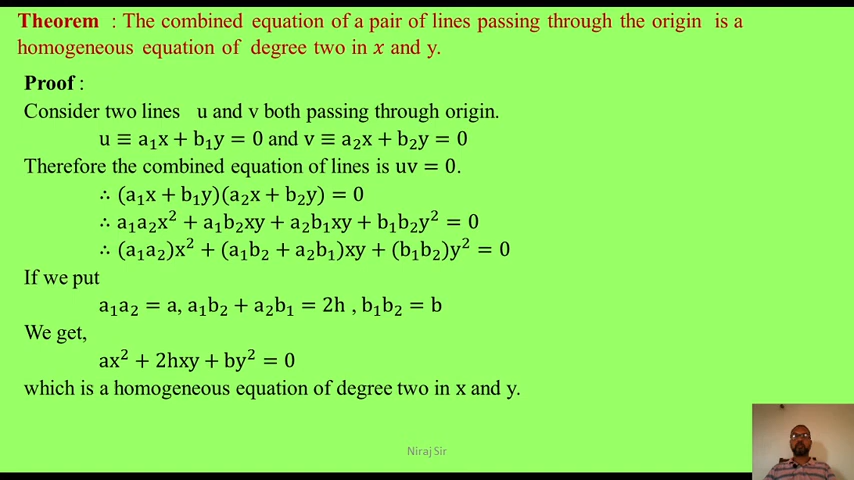 Theorem : The combined equation of a pair of lines passing through the origin is a
homogeneous equation of degree two in 𝑥 and y.
Proof :
Consider two lines u and v both passing through origin.
u ≡ a₁x + b₁y = 0 and v ≡ a₂x + b₂y = 0
Therefore the combined equation of lines is uv = 0.
∴ (a₁x + b₁y)(a₂x + b₂y) = 0
∴ a₁a₂x² + a₁b₂xy + a₂b₁xy + b₁b₂y² = 0
∴ (a₁a₂)x² + (a₁b₂ + a₂b₁)xy + (b₁b₂)y² = 0
If we put
a₁a₂ = a, a₁b₂ + a₂b₁ = 2h , b₁b₂ = b
We get,
ax² + 2hxy + by² = 0
which is a homogeneous equation of degree two in x and y.
Niraj Sir